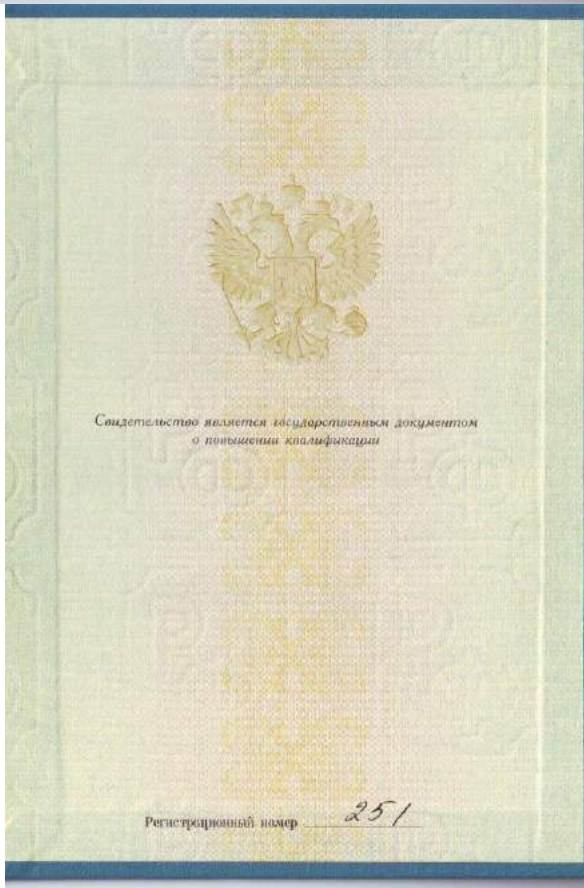 Свидетельство является государственным документом
о повышении квалификации
Регистрационный номер 251